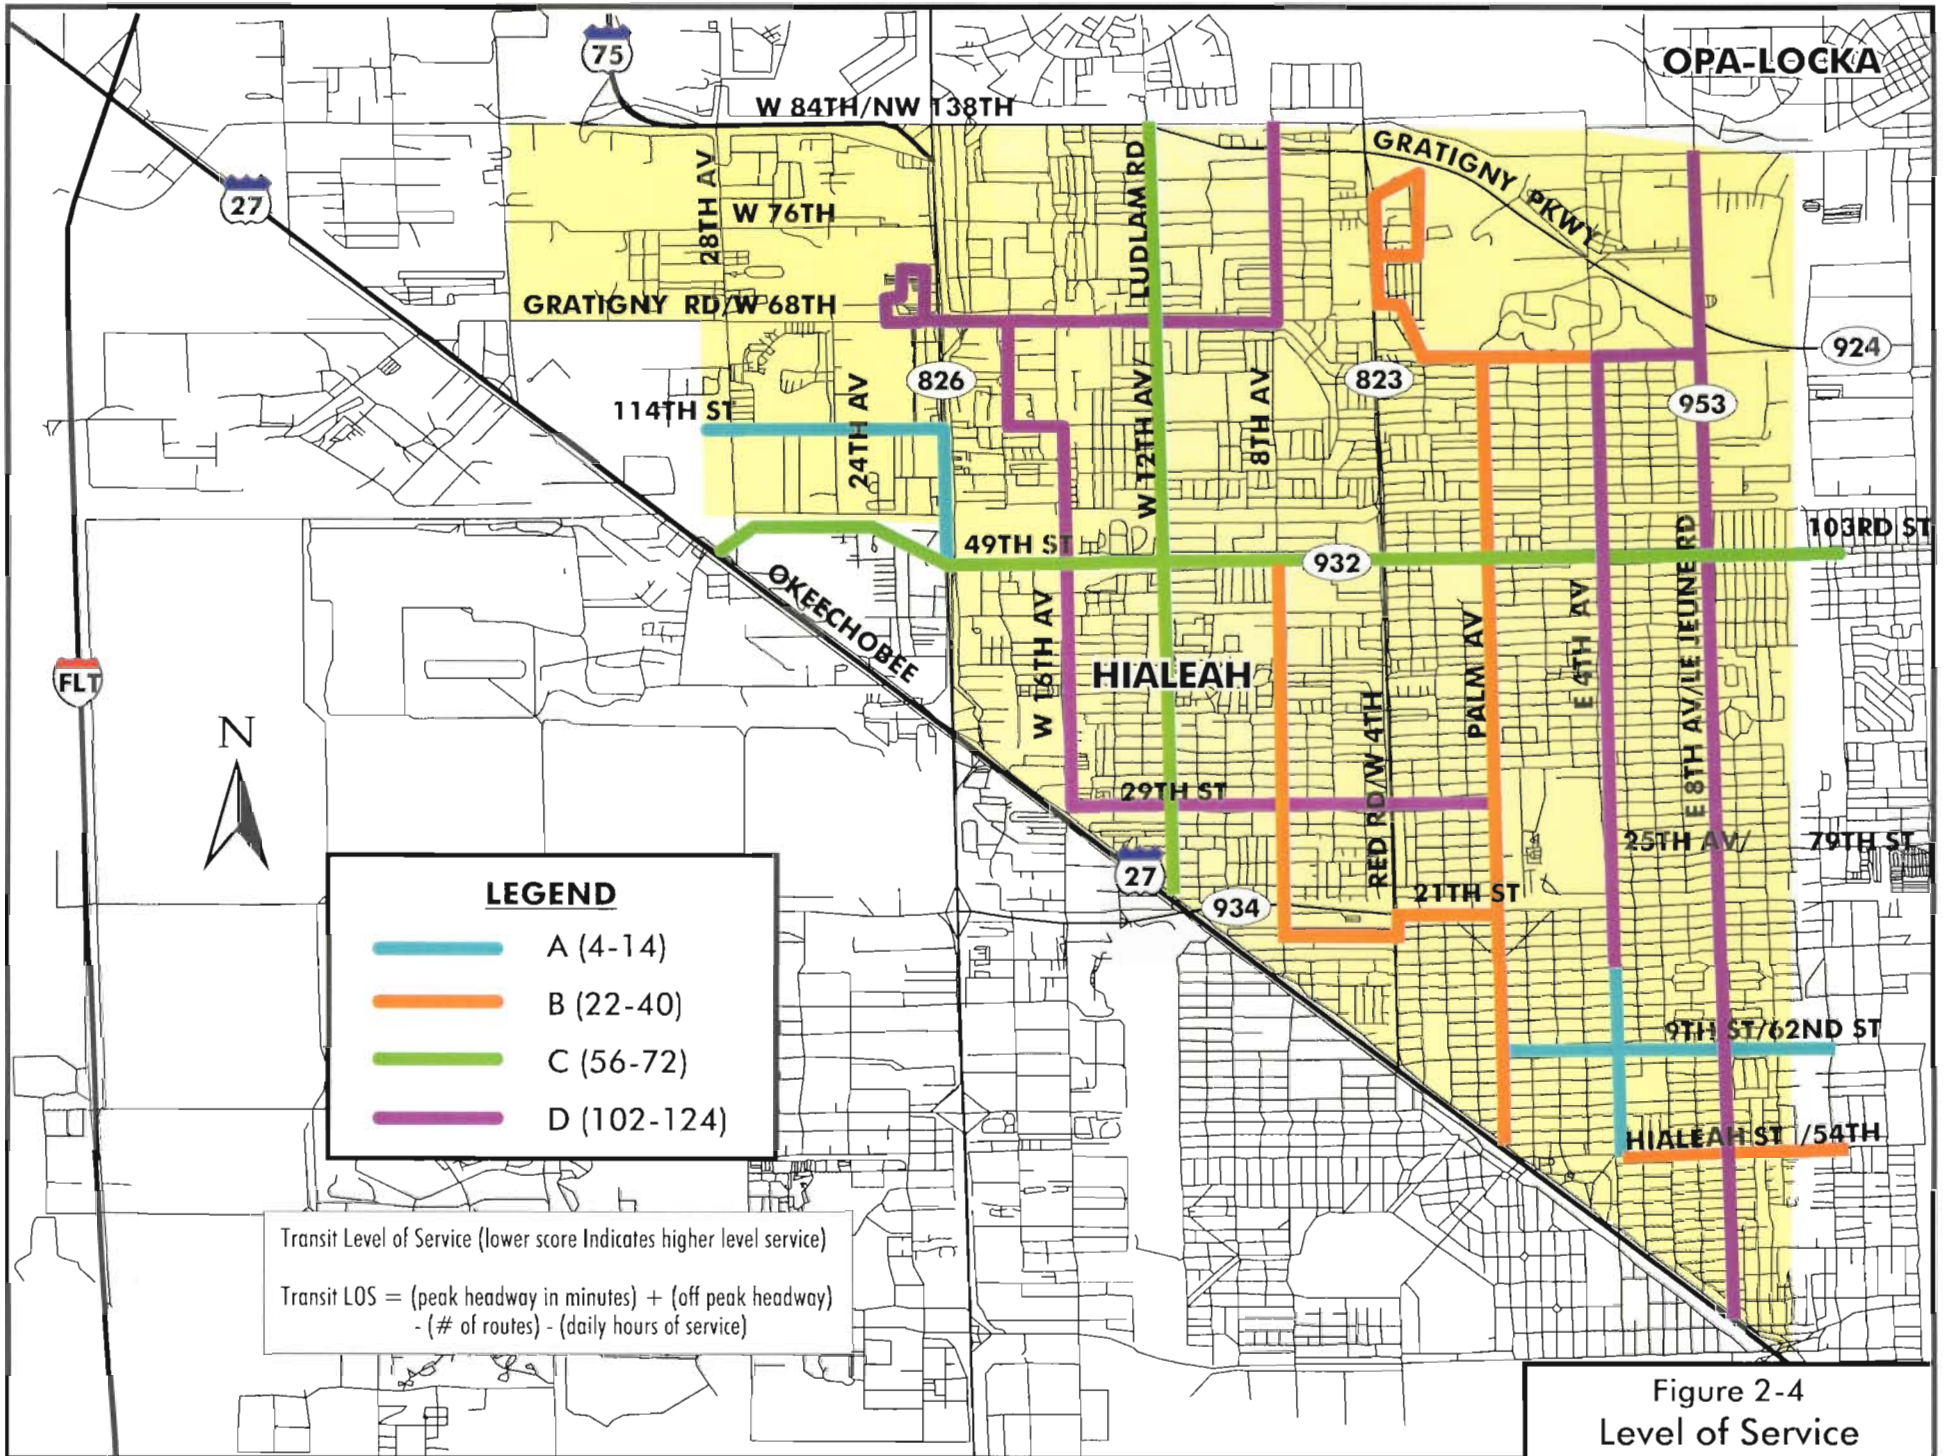 OPA-LOCKA
75
W 84TH/NW 138TH
GRATIGNY PKWY
27
28TH AV
W 76TH
LUDLAM RD
GRATIGNY RD/W 68TH
924
826
823
953
114TH ST
24TH AV
W 12TH AV/
8TH AV
103RD ST
49TH ST
932
OKEECHOBEE
W 16TH AV
HIALEAH
PALM AV
E 4TH AV
E 8TH AV/LE JEUNE RD
FLT
N
RED RD/W 4TH
29TH ST
25TH AV/
79TH ST
27
934
21TH ST
LEGEND
A (4-14)
B (22-40)
C (56-72)
D (102-124)
9TH ST/62ND ST
HIALEAH ST /54TH
Transit Level of Service (lower score Indicates higher level service)
Transit LOS = (peak headway in minutes) + (off peak headway)
- (# of routes) - (daily hours of service)
Figure 2-4
Level of Service